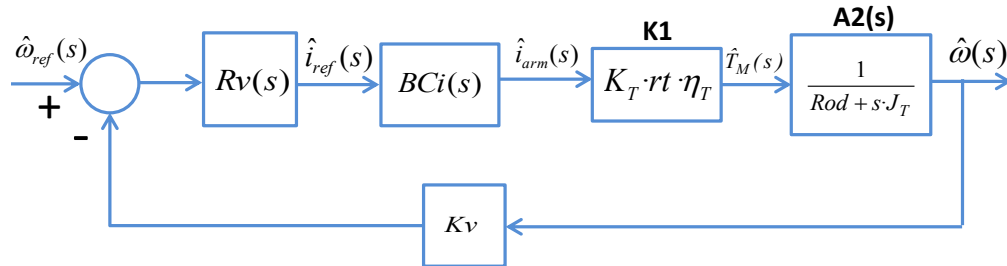 K1
A2(s)
ω̂_ref(s)
+
-
Rv(s)
î_ref(s)
BCi(s)
î_arm(s)
K_T·rt·η_T
T̂_M(s)
1
Rod + s·J_T
ω̂(s)
Kv